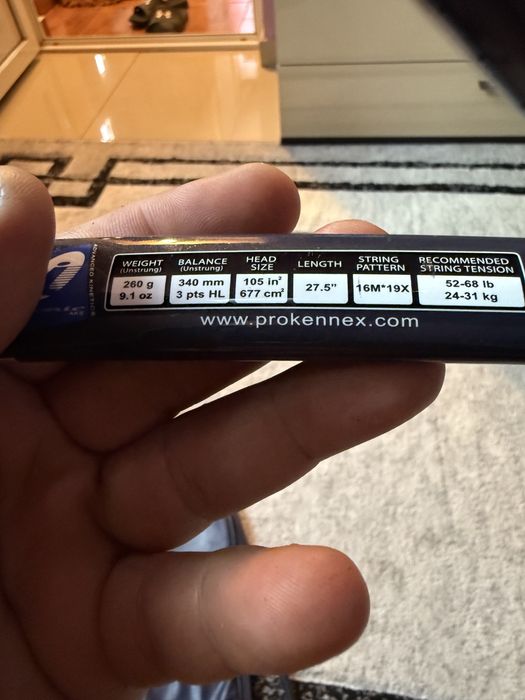 ADVANCED KINETICS
WEIGHT BALANCE HEAD LENGTH STRING RECOMMENDED
(Unstrung) (Unstrung) SIZE PATTERN STRING TENSION
260 g 340 mm 105 in² 27.5" 16M*19X 52-68 lb
9.1 oz 3 pts HL 677 cm² 24-31 kg
www.prokennex.com